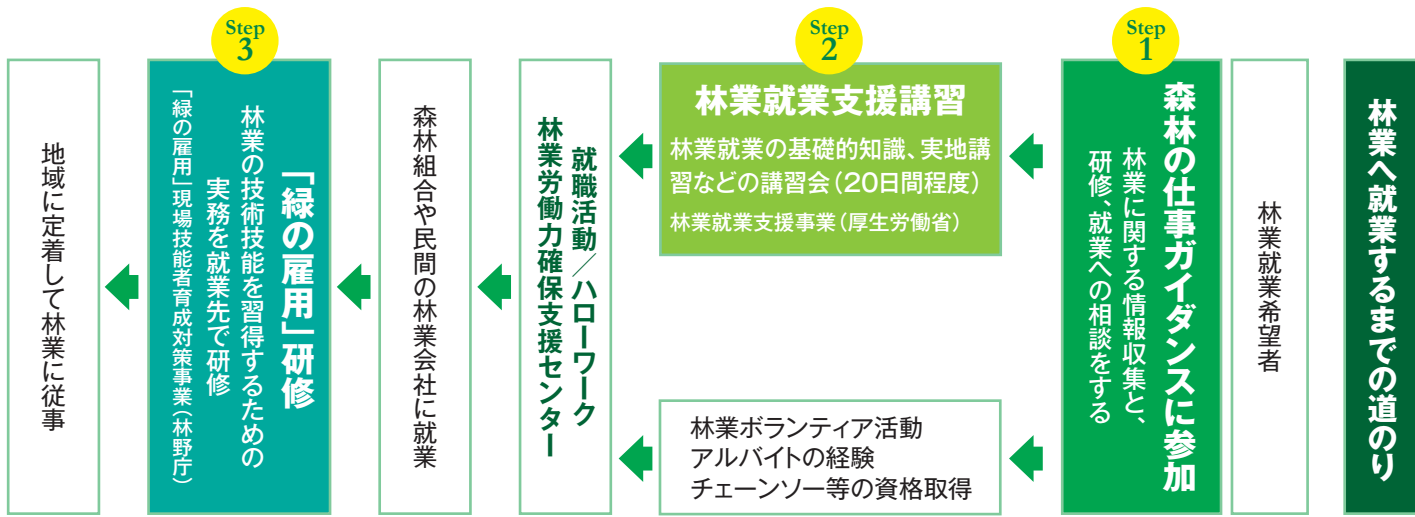 林業へ就業するまでの道のり
林業就業希望者
Step
1
森林の仕事ガイダンスに参加
林業に関する情報収集と、
研修、就業への相談をする
Step
2
林業就業支援講習
林業就業の基礎的知識、実地講
習などの講習会（20日間程度）
林業就業支援事業（厚生労働省）
林業ボランティア活動
アルバイトの経験
チェーンソー等の資格取得
就職活動／ハローワーク
林業労働力確保支援センター
森林組合や民間の林業会社に就業
Step
3
「緑の雇用」研修
林業の技術技能を習得するための
実務を就業先で研修
「緑の雇用」現場技能者育成対策事業（林野庁）
地域に定着して林業に従事